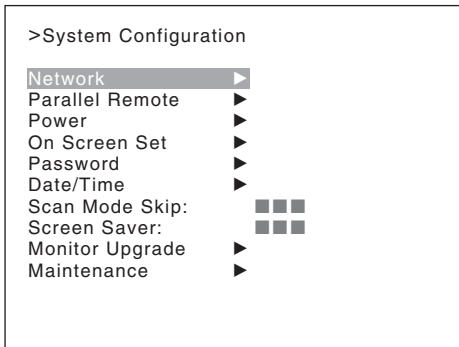 >System Configuration
Network ►
Parallel Remote ►
Power ►
On Screen Set ►
Password ►
Date/Time ►
Scan Mode Skip: ■■■
Screen Saver: ■■■
Monitor Upgrade ►
Maintenance ►